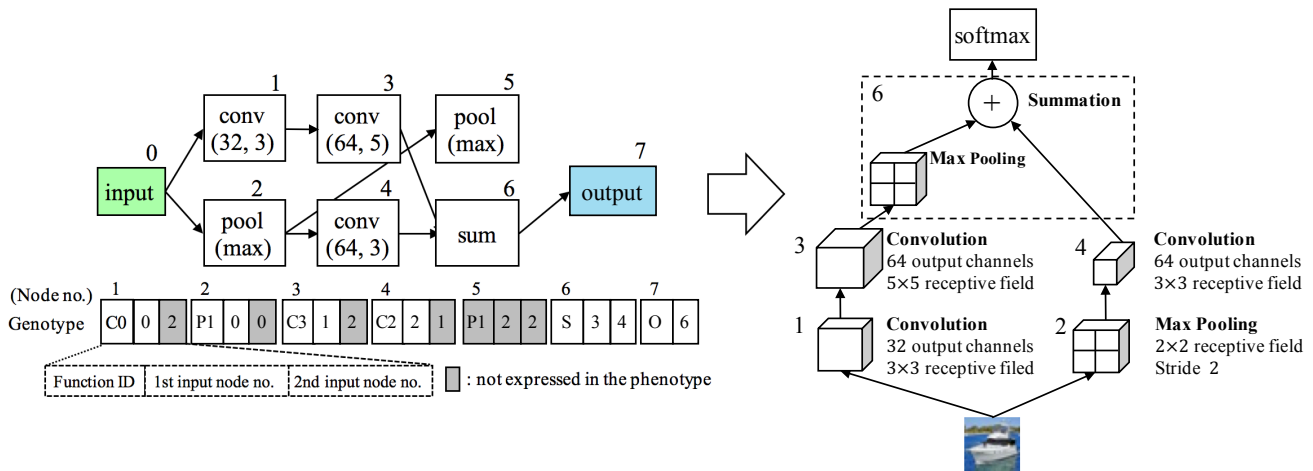 0
input
1
conv
(32, 3)
3
conv
(64, 5)
5
pool
(max)
2
pool
(max)
4
conv
(64, 3)
6
sum
7
output
(Node no.) 1 2 3 4 5 6 7
Genotype C0 0 2 P1 0 0 C3 1 2 C2 2 1 P1 2 2 S 3 4 O 6
Function ID 1st input node no. 2nd input node no. : not expressed in the phenotype
softmax
6
+
Summation
Max Pooling
3
Convolution
64 output channels
5×5 receptive field
4
Convolution
64 output channels
3×3 receptive field
1
Convolution
32 output channels
3×3 receptive filed
2
Max Pooling
2×2 receptive field
Stride 2